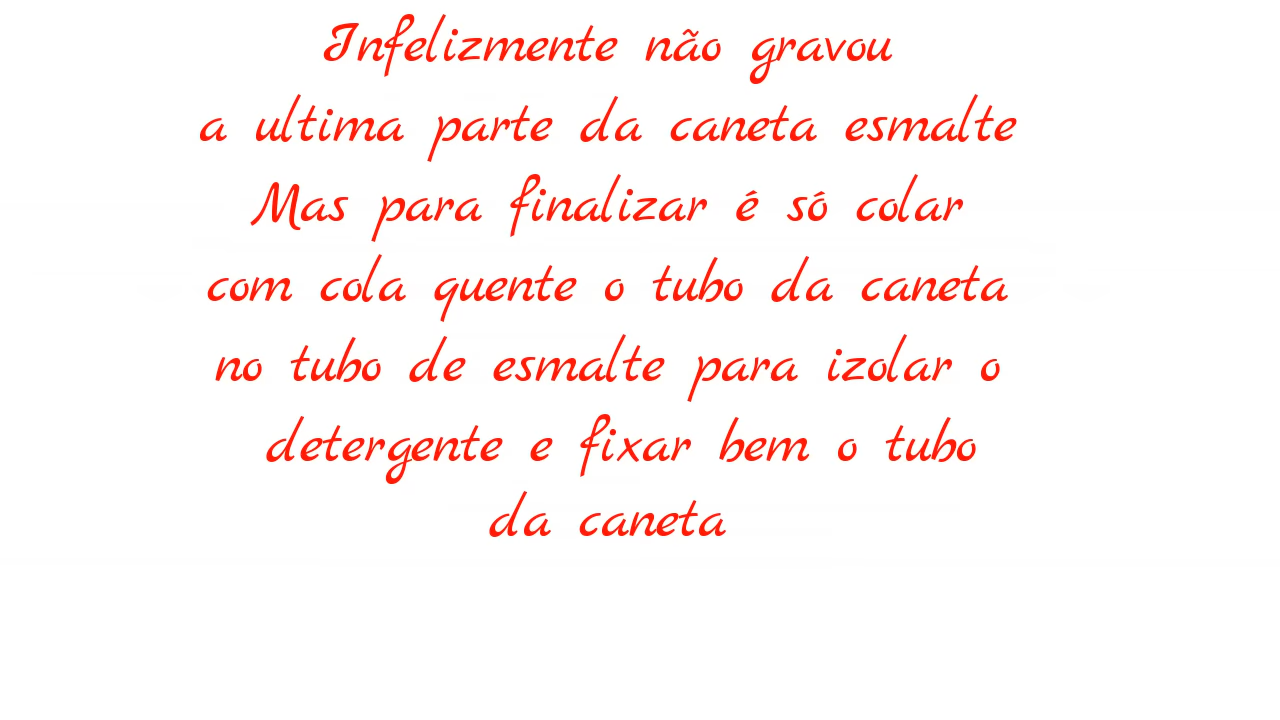 Infelizmente não gravou
a ultima parte da caneta esmalte
Mas para finalizar é só colar
com cola quente o tubo da caneta
no tubo de esmalte para izolar o
detergente e fixar bem o tubo
da caneta